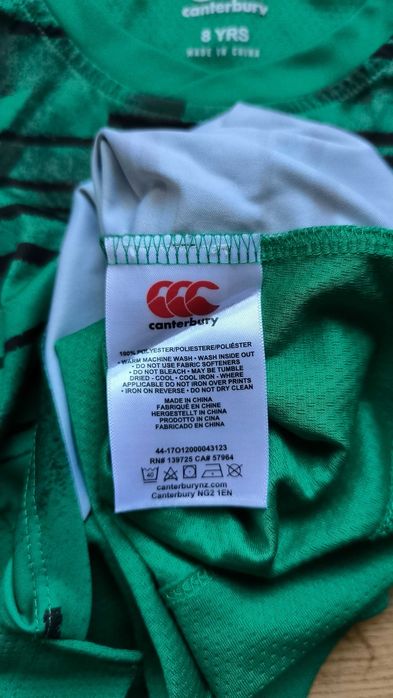 canterbury
8 YRS
MADE IN CHINA
canterbury
100% POLYESTER/POLIESTERE/POLIÉSTER
• WARM MACHINE WASH • WASH INSIDE OUT
• DO NOT USE FABRIC SOFTENERS
• DO NOT BLEACH • MAY BE TUMBLE
DRIED - COOL • COOL IRON - WHERE
APPLICABLE DO NOT IRON OVER PRINTS
• IRON ON REVERSE • DO NOT DRY CLEAN
MADE IN CHINA
FABRIQUÉ EN CHINE
HERGESTELLT IN CHINA
PRODOTTO IN CINA
FABRICADO EN CHINA
44-17O12000043123
RN# 139725 CA# 57964
40
canterburynz.com
Canterbury NG2 1EN